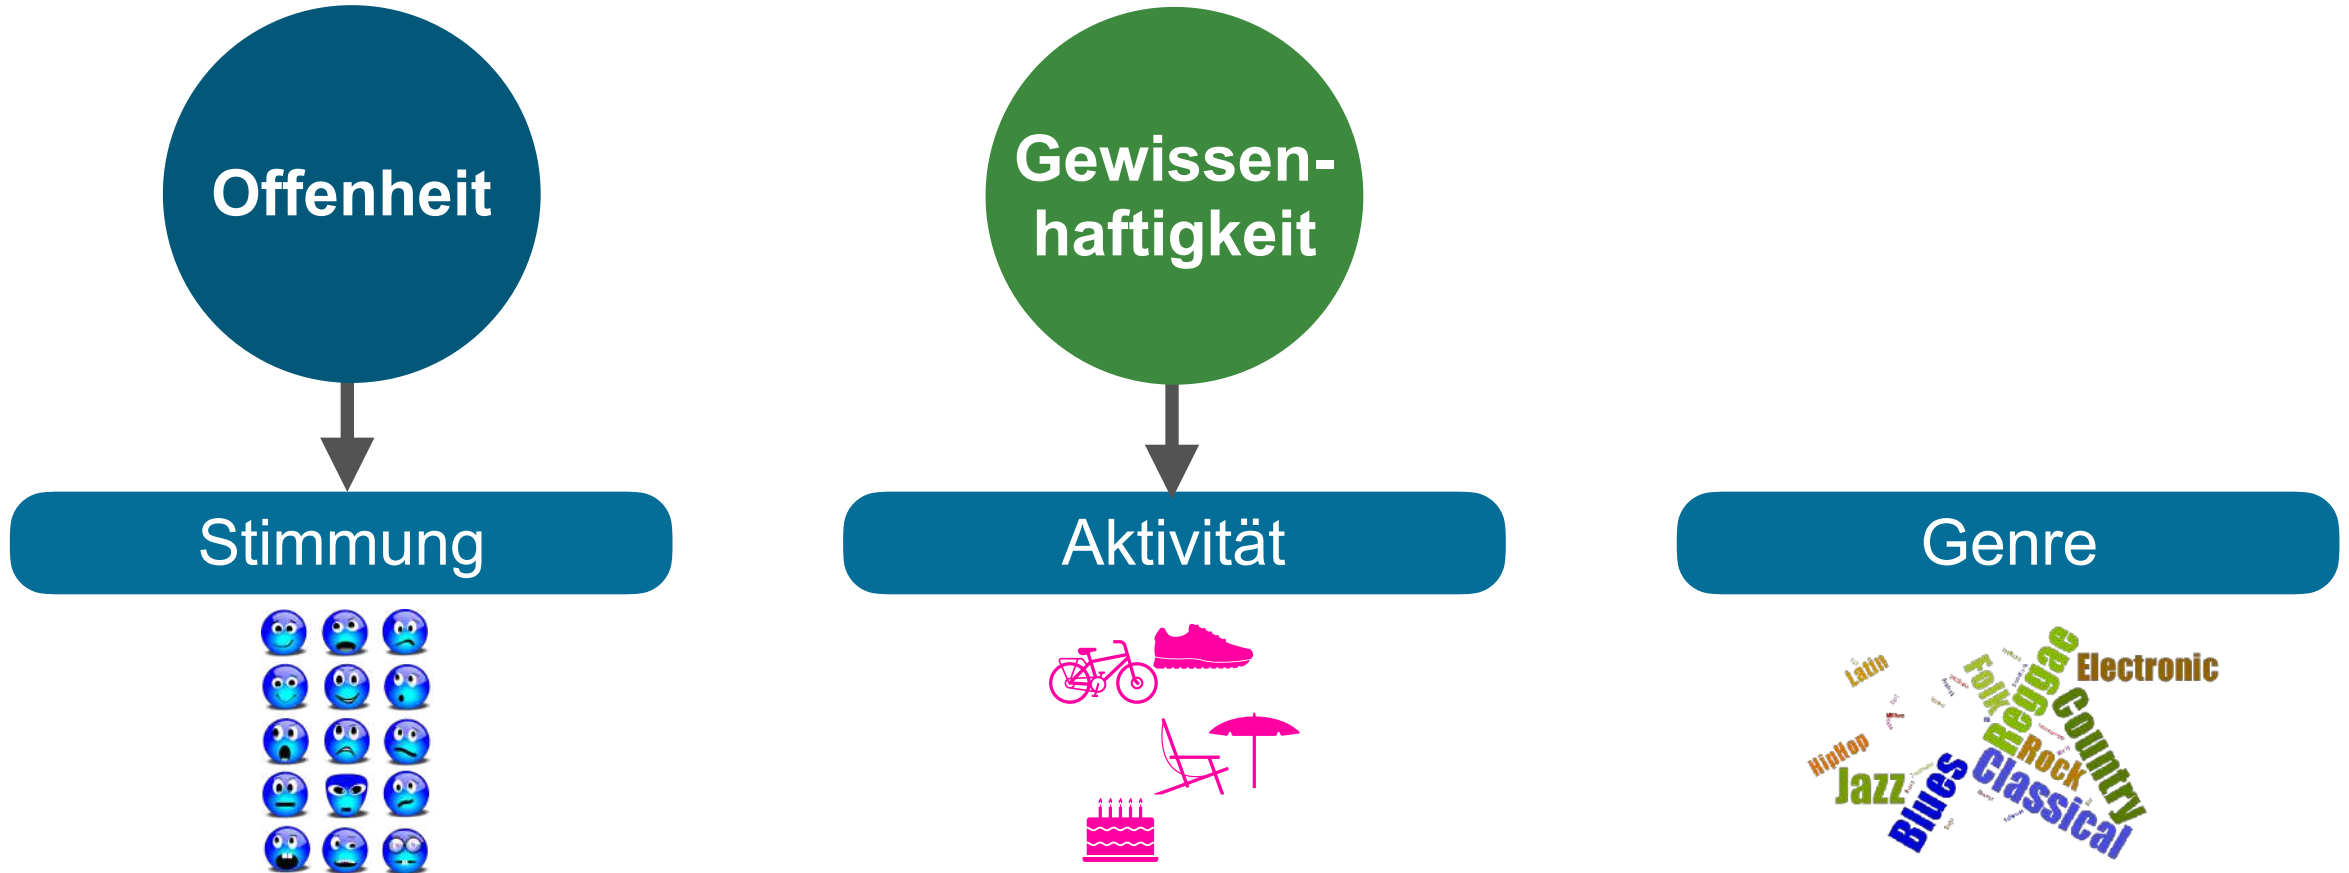 Offenheit
Gewissen-
haftigkeit
Stimmung
Aktivität
Genre
Latin
Folk
Reggae
Electronic
Country
HipHop
Rock
Jazz
Blues
Classical